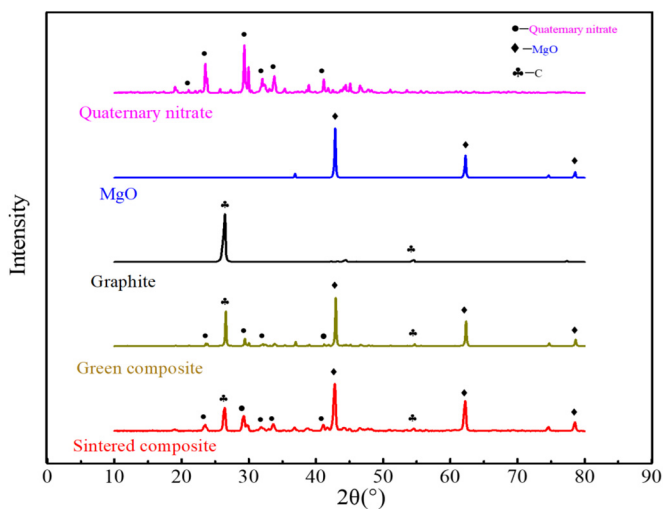 Quaternary nitrate
MgO
C
Quaternary nitrate
MgO
Graphite
Green composite
Sintered composite
Intensity
0 10 20 30 40 50 60 70 80 90
2θ(°)